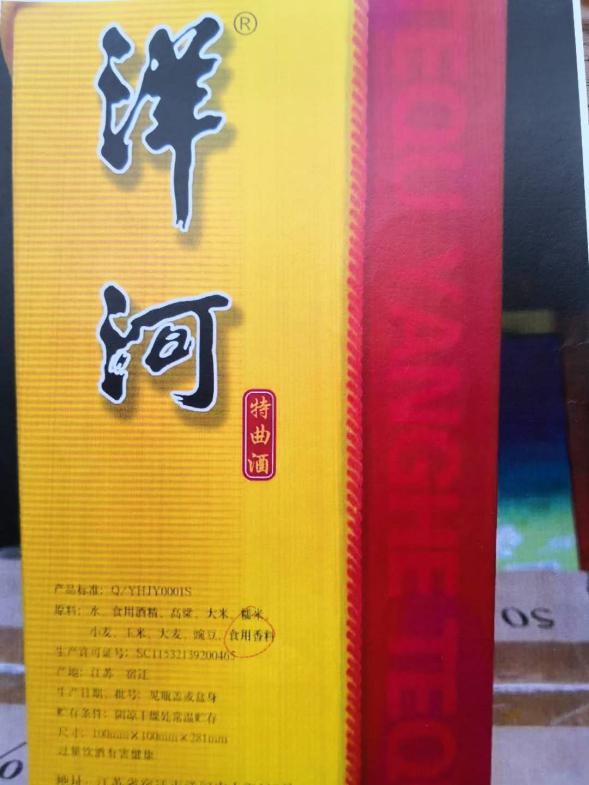 洋河®
特曲酒
TEQU YANGHE TEQ
产品标准：Q/YHJY0001S
原料：水、食用酒精、高粱、大米、糯米、
小麦、玉米、大麦、豌豆、食用香料
生产许可证号：SC11532139200465
产地：江苏 宿迁
生产日期、批号：见瓶盖或盒身
贮存条件：阴凉干燥处常温贮存
尺寸：100mm×100mm×281mm
过量饮酒有害健康
50
%